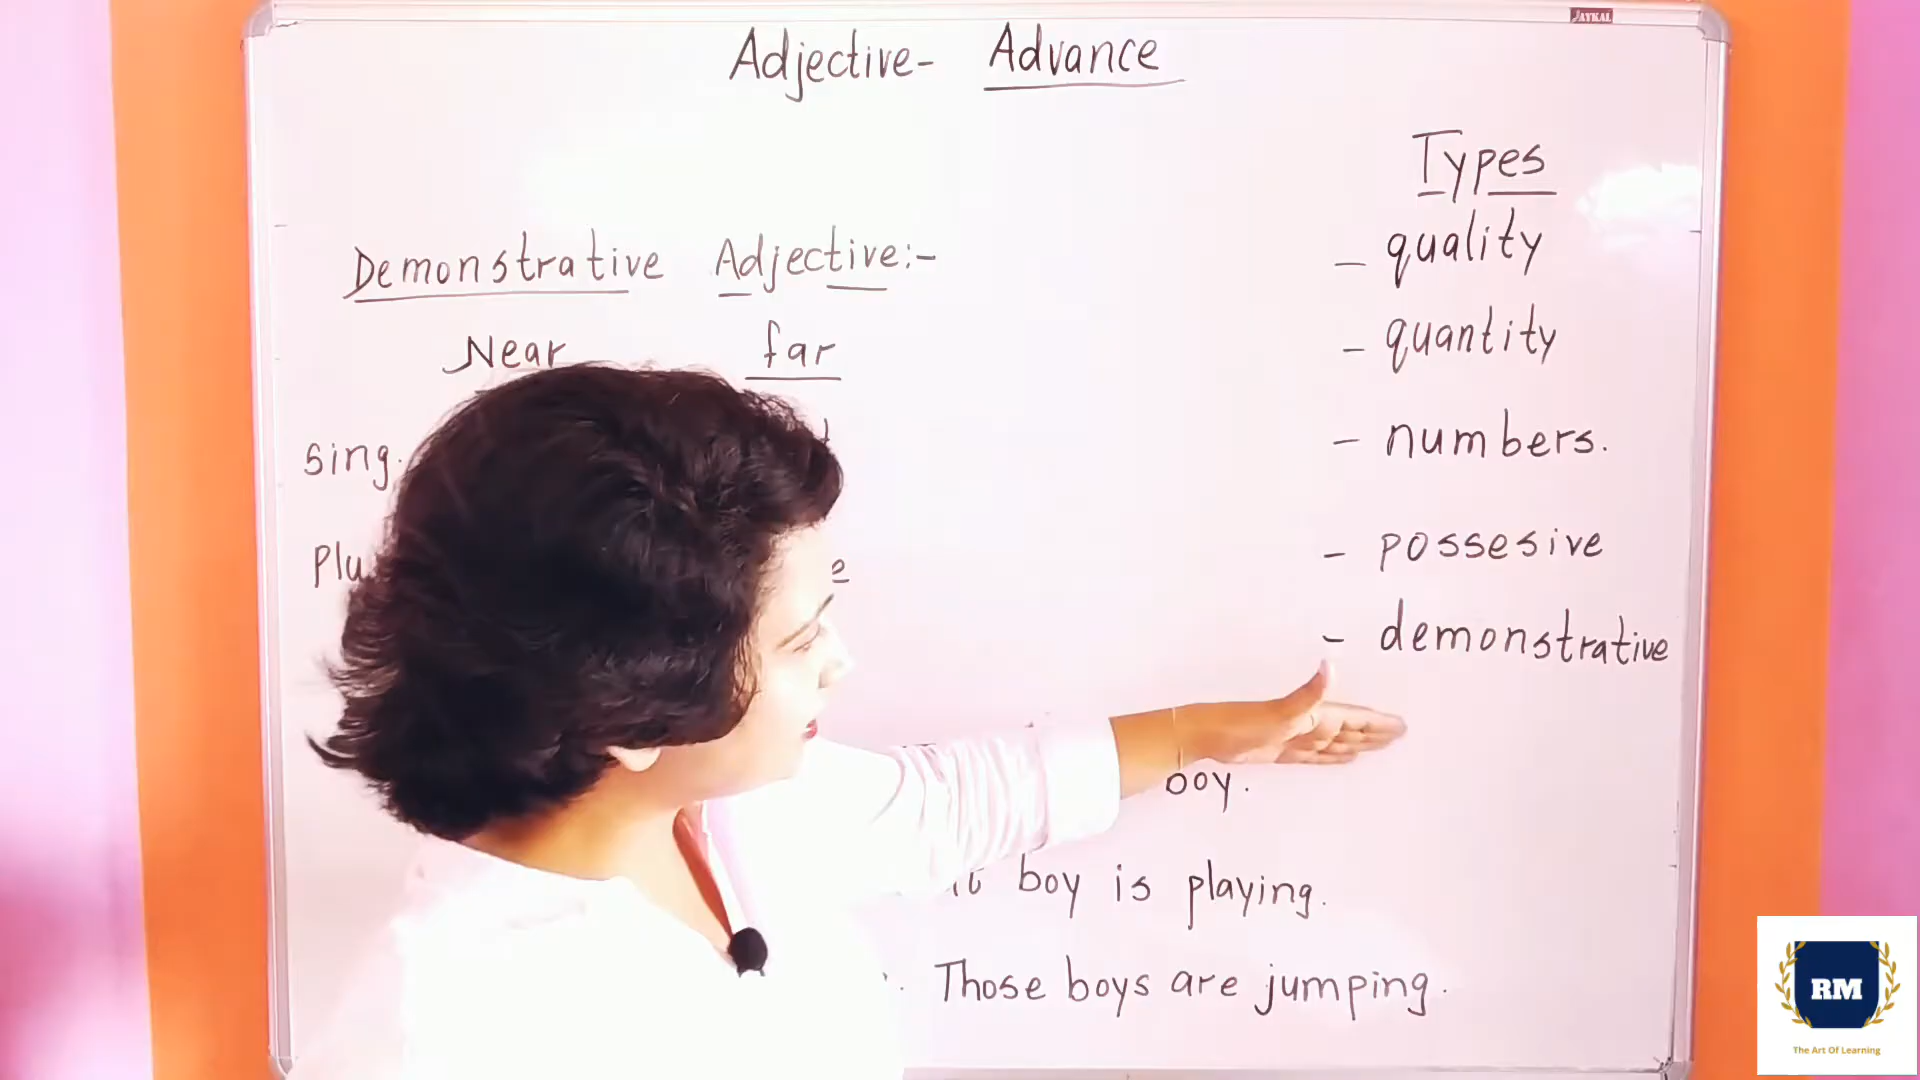 JAYKAL
Adjective- Advance
Types
- quality
- quantity
- numbers.
- possesive
- demonstrative
Demonstrative Adjective:-
Near far
sing.
boy.
boy is playing.
Those boys are jumping.
RM
The Art Of Learning